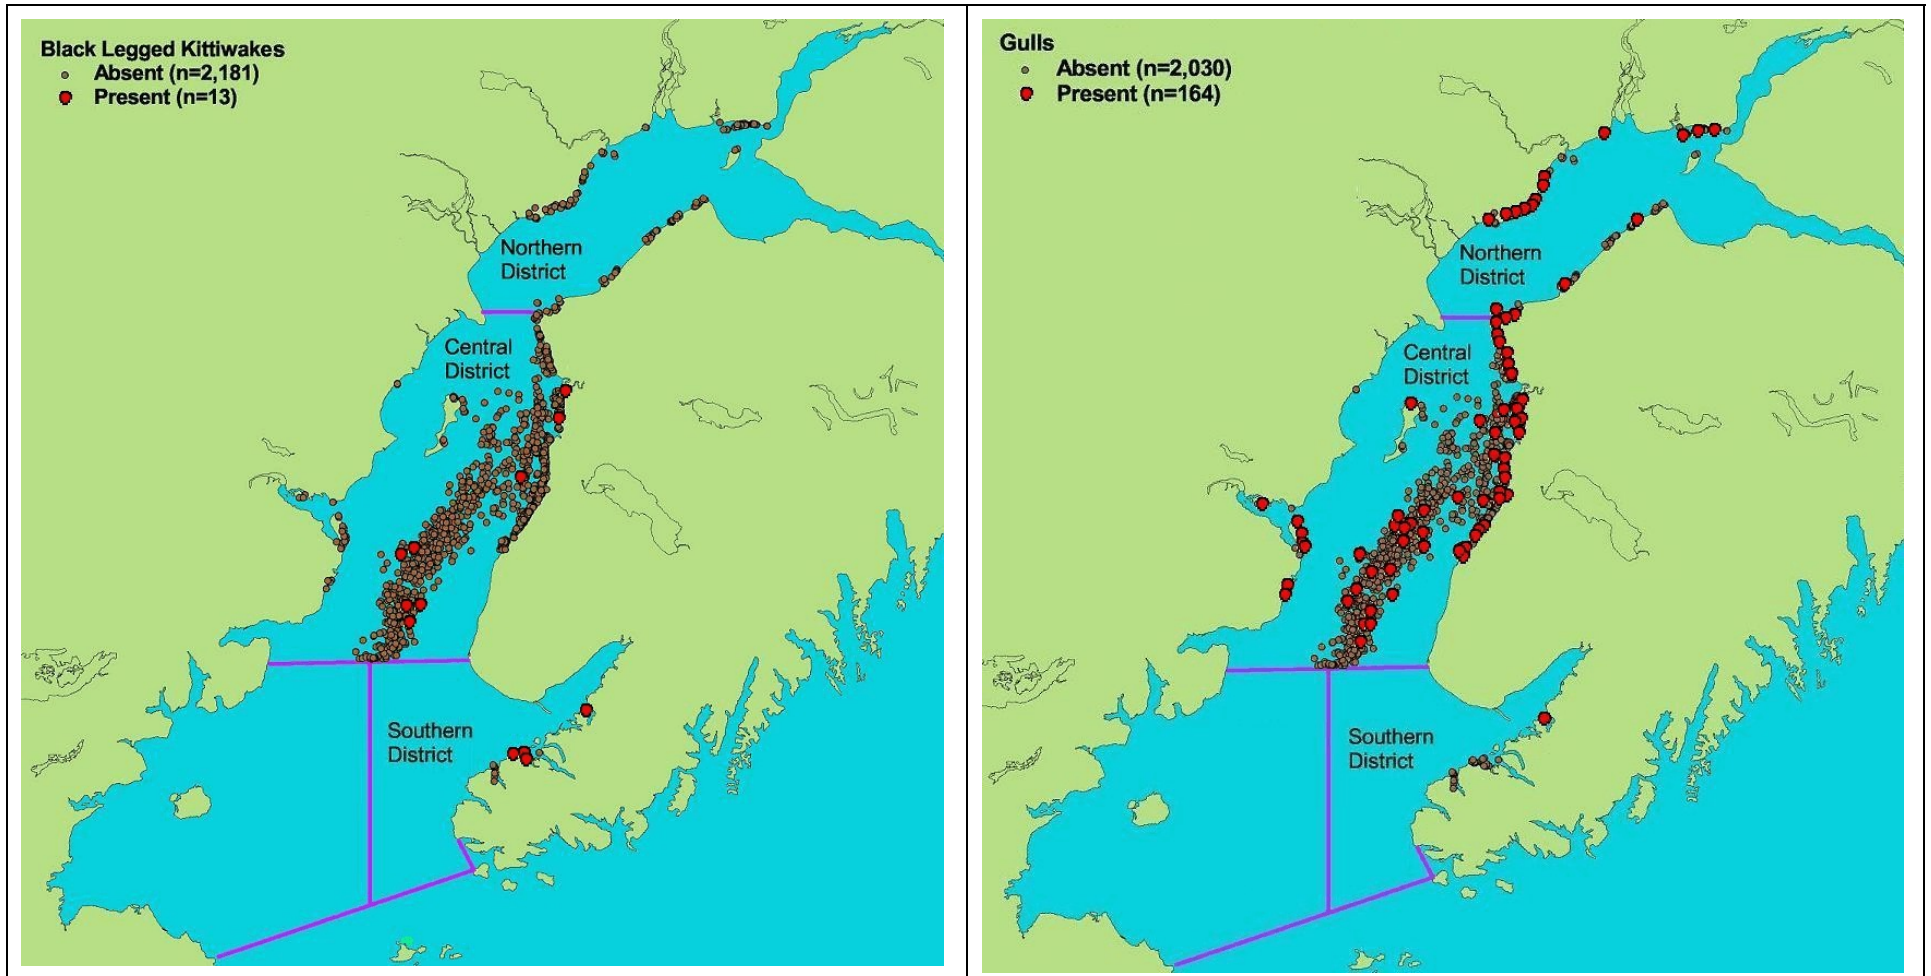 Black Legged Kittiwakes
Absent (n=2,181)
Present (n=13)
Northern
District
Central
District
Southern
District
Gulls
Absent (n=2,030)
Present (n=164)
Northern
District
Central
District
Southern
District